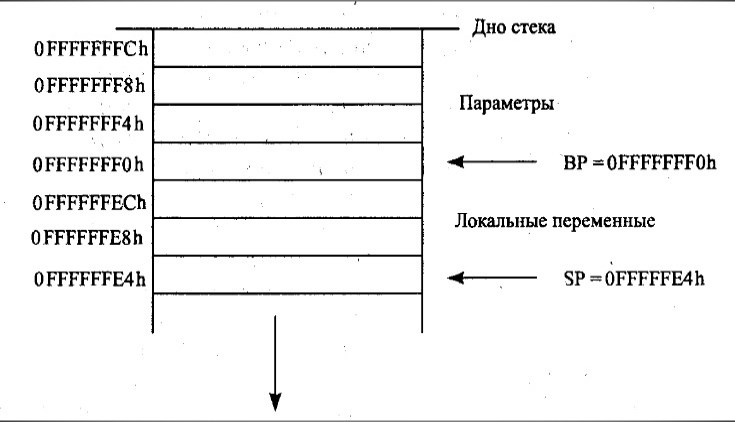 Дно стека
0FFFFFFFCh
0FFFFFFF8h
Параметры
0FFFFFFF4h
0FFFFFFF0h
BP =0FFFFFFF0h
0FFFFFFECh
Локальные переменные
0FFFFFFE8h
0FFFFFFE4h
SP =0FFFFFE4h